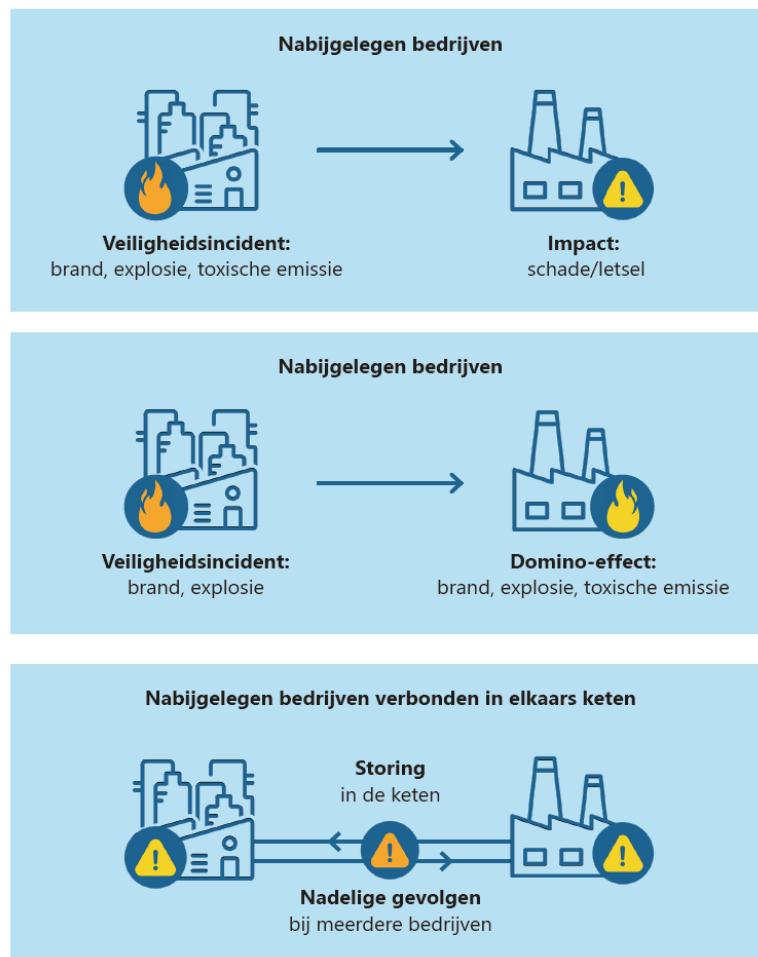 Nabijgelegen bedrijven
Veiligheidsincident:
brand, explosie, toxische emissie
Impact:
schade/letsel
Nabijgelegen bedrijven
Veiligheidsincident:
brand, explosie
Domino-effect:
brand, explosie, toxische emissie
Nabijgelegen bedrijven verbonden in elkaars keten
Storing
in de keten
Nadelige gevolgen
bij meerdere bedrijven